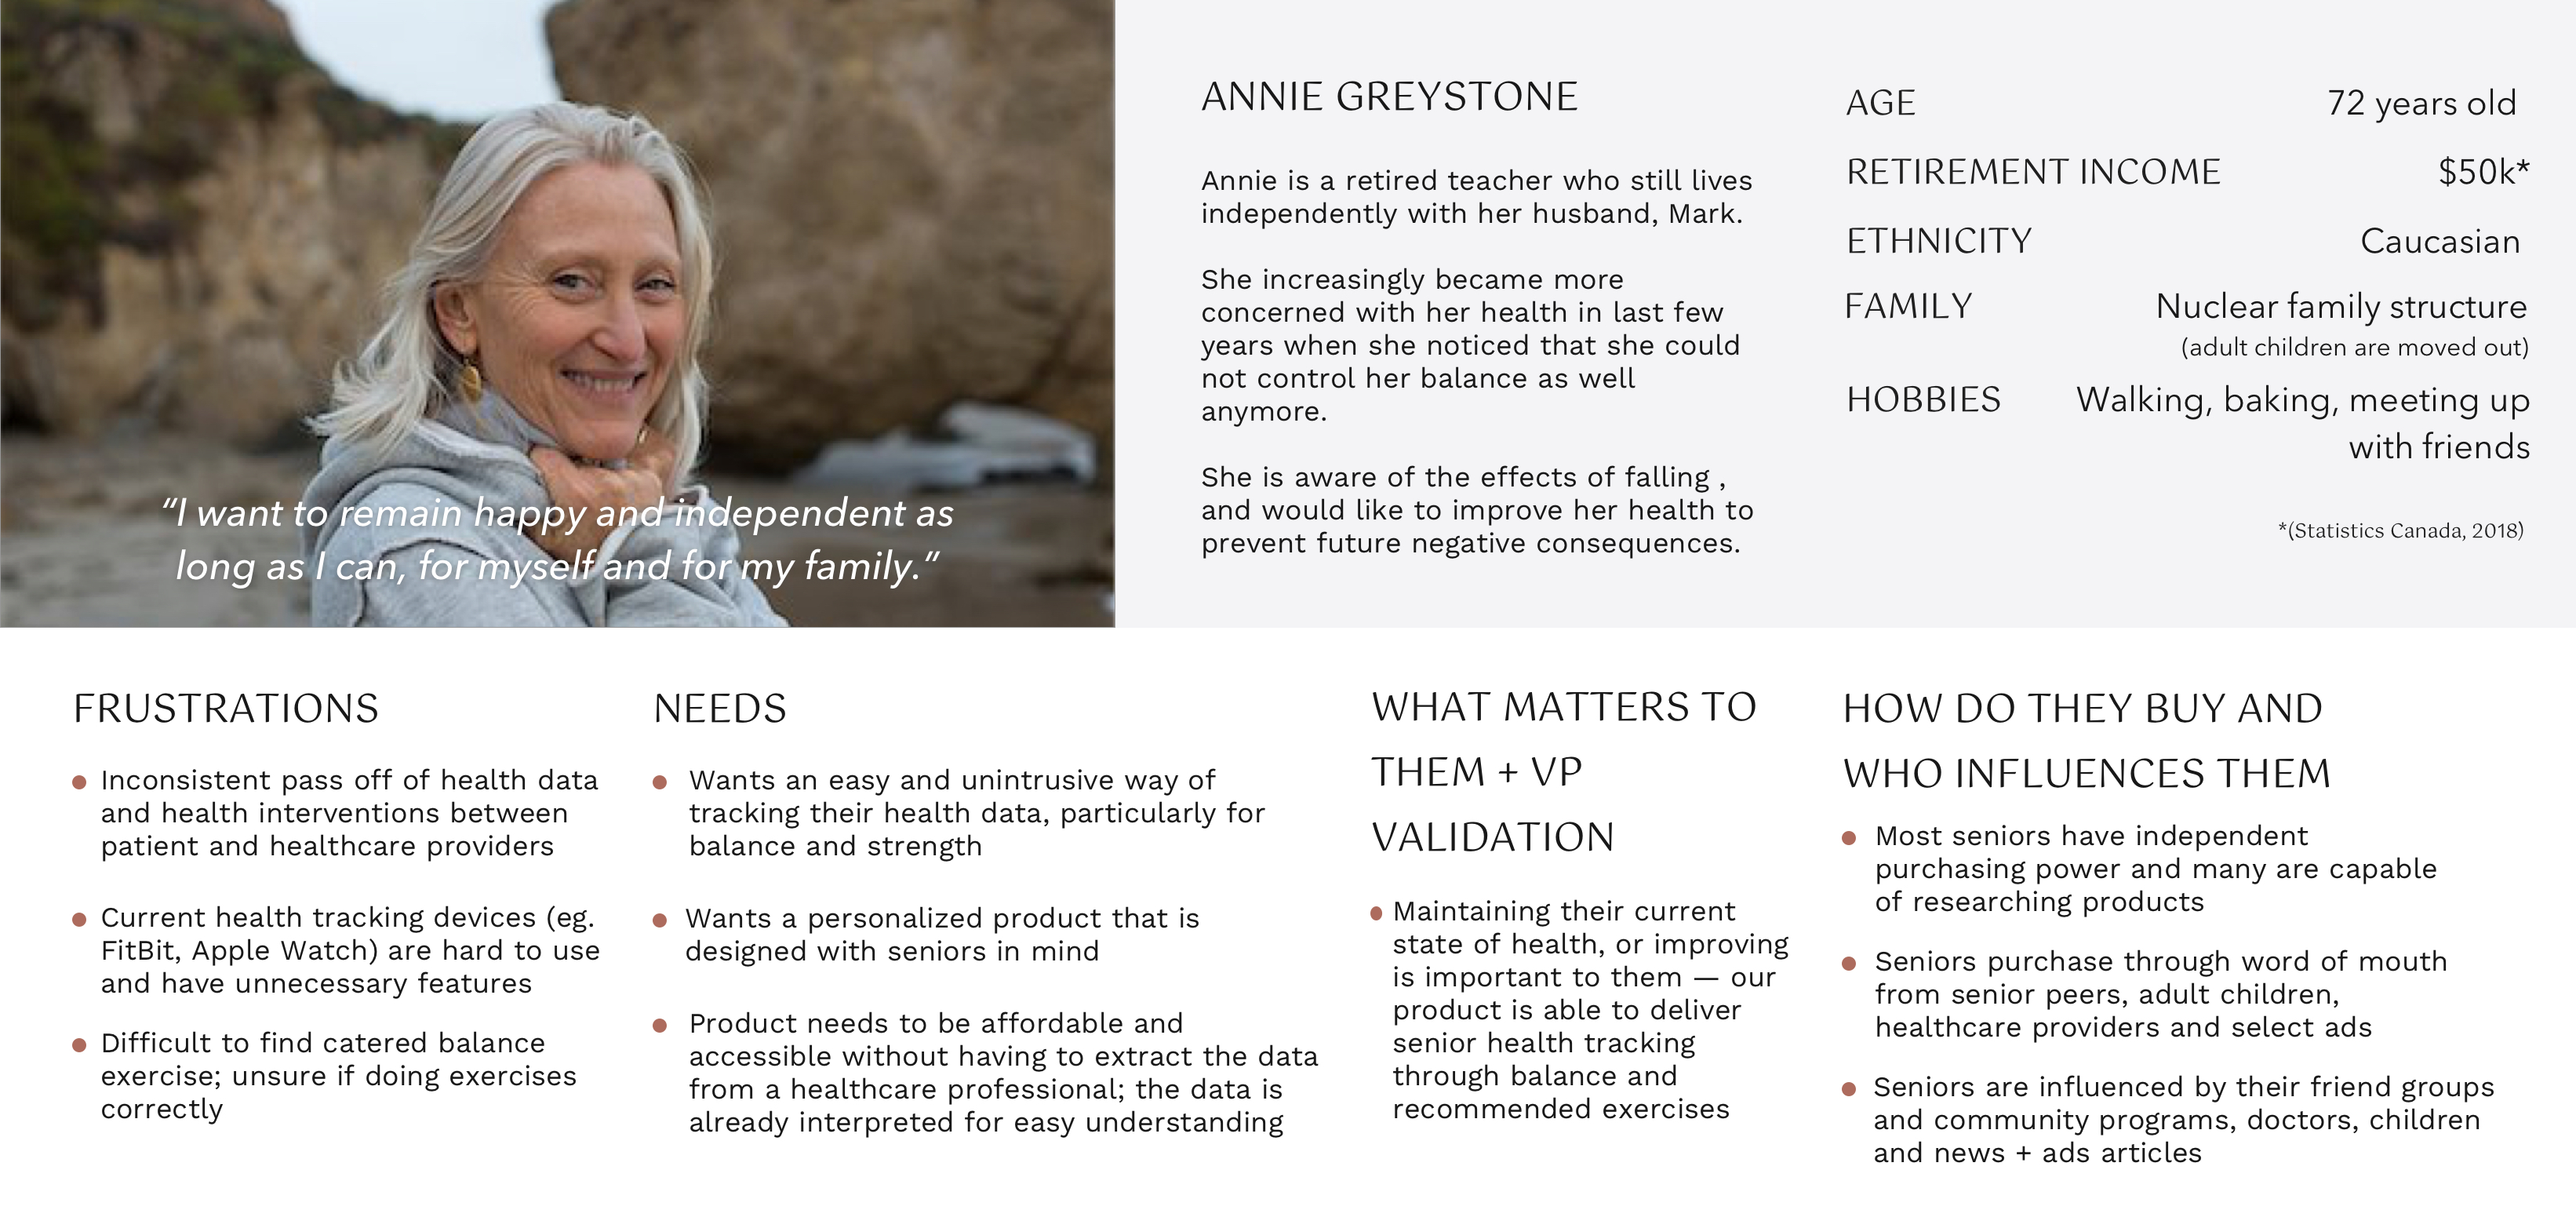 “I want to remain happy and independent as
long as I can, for myself and for my family.”
ANNIE GREYSTONE
Annie is a retired teacher who still lives
independently with her husband, Mark.
She increasingly became more
concerned with her health in last few
years when she noticed that she could
not control her balance as well
anymore.
She is aware of the effects of falling ,
and would like to improve her health to
prevent future negative consequences.
AGE 72 years old
RETIREMENT INCOME $50k*
ETHNICITY Caucasian
FAMILY Nuclear family structure
(adult children are moved out)
HOBBIES Walking, baking, meeting up
with friends
*(Statistics Canada, 2018)
FRUSTRATIONS
Inconsistent pass off of health data
and health interventions between
patient and healthcare providers
Current health tracking devices (eg.
FitBit, Apple Watch) are hard to use
and have unnecessary features
Difficult to find catered balance
exercise; unsure if doing exercises
correctly
NEEDS
Wants an easy and unintrusive way of
tracking their health data, particularly for
balance and strength
Wants a personalized product that is
designed with seniors in mind
Product needs to be affordable and
accessible without having to extract the data
from a healthcare professional; the data is
already interpreted for easy understanding
WHAT MATTERS TO
THEM + VP
VALIDATION
Maintaining their current
state of health, or improving
is important to them — our
product is able to deliver
senior health tracking
through balance and
recommended exercises
HOW DO THEY BUY AND
WHO INFLUENCES THEM
Most seniors have independent
purchasing power and many are capable
of researching products
Seniors purchase through word of mouth
from senior peers, adult children,
healthcare providers and select ads
Seniors are influenced by their friend groups
and community programs, doctors, children
and news + ads articles